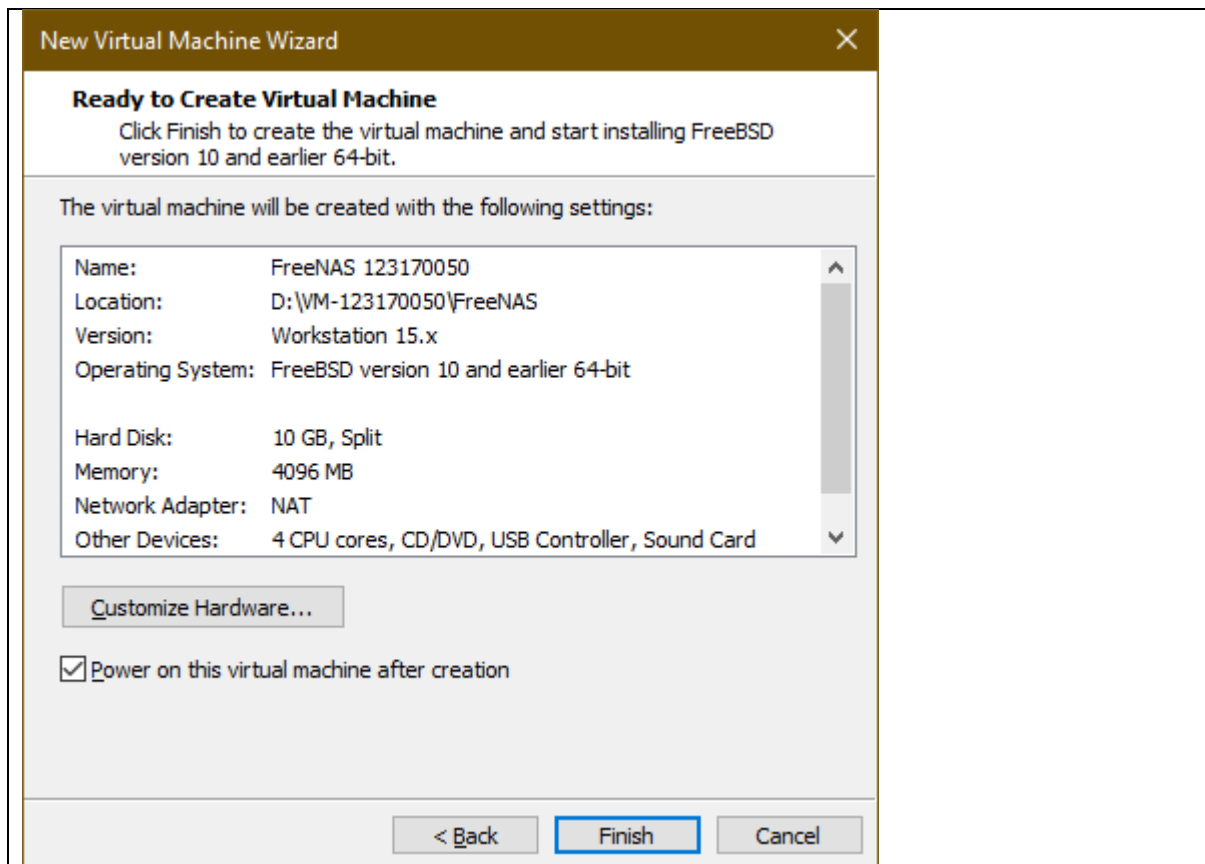 New Virtual Machine Wizard
Ready to Create Virtual Machine
Click Finish to create the virtual machine and start installing FreeBSD
version 10 and earlier 64-bit.
The virtual machine will be created with the following settings:
Name: FreeNAS 123170050
Location: D:\VM-123170050\FreeNAS
Version: Workstation 15.x
Operating System: FreeBSD version 10 and earlier 64-bit
Hard Disk: 10 GB, Split
Memory: 4096 MB
Network Adapter: NAT
Other Devices: 4 CPU cores, CD/DVD, USB Controller, Sound Card
Customize Hardware...
Power on this virtual machine after creation
< Back Finish Cancel